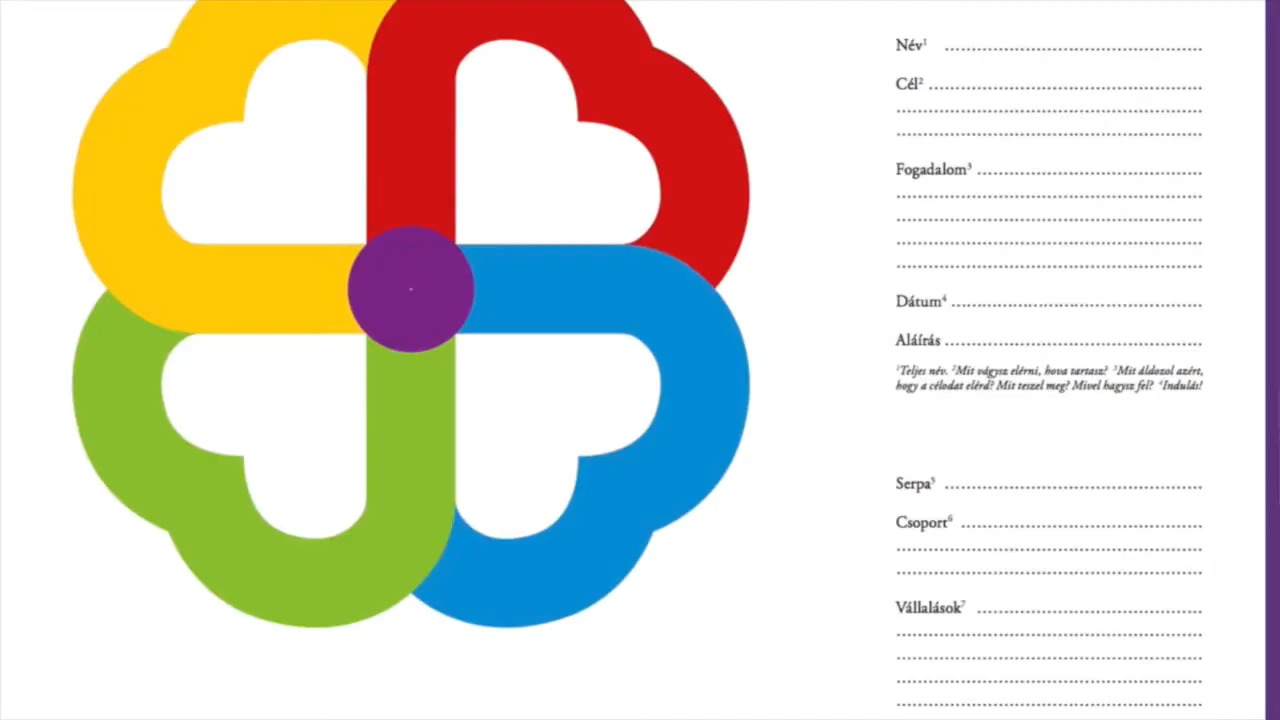 Név¹
Cél²
Fogadalom³
Dátum⁴
Aláírás
¹Teljes név. ²Mit vágysz elérni, hova tartasz? ³Mit áldozol azért,
hogy a célodat elérd? Mit teszel meg? Mivel hagysz fel? ⁴Indulás!
Serpa⁵
Csoport⁶
Vállalások⁷